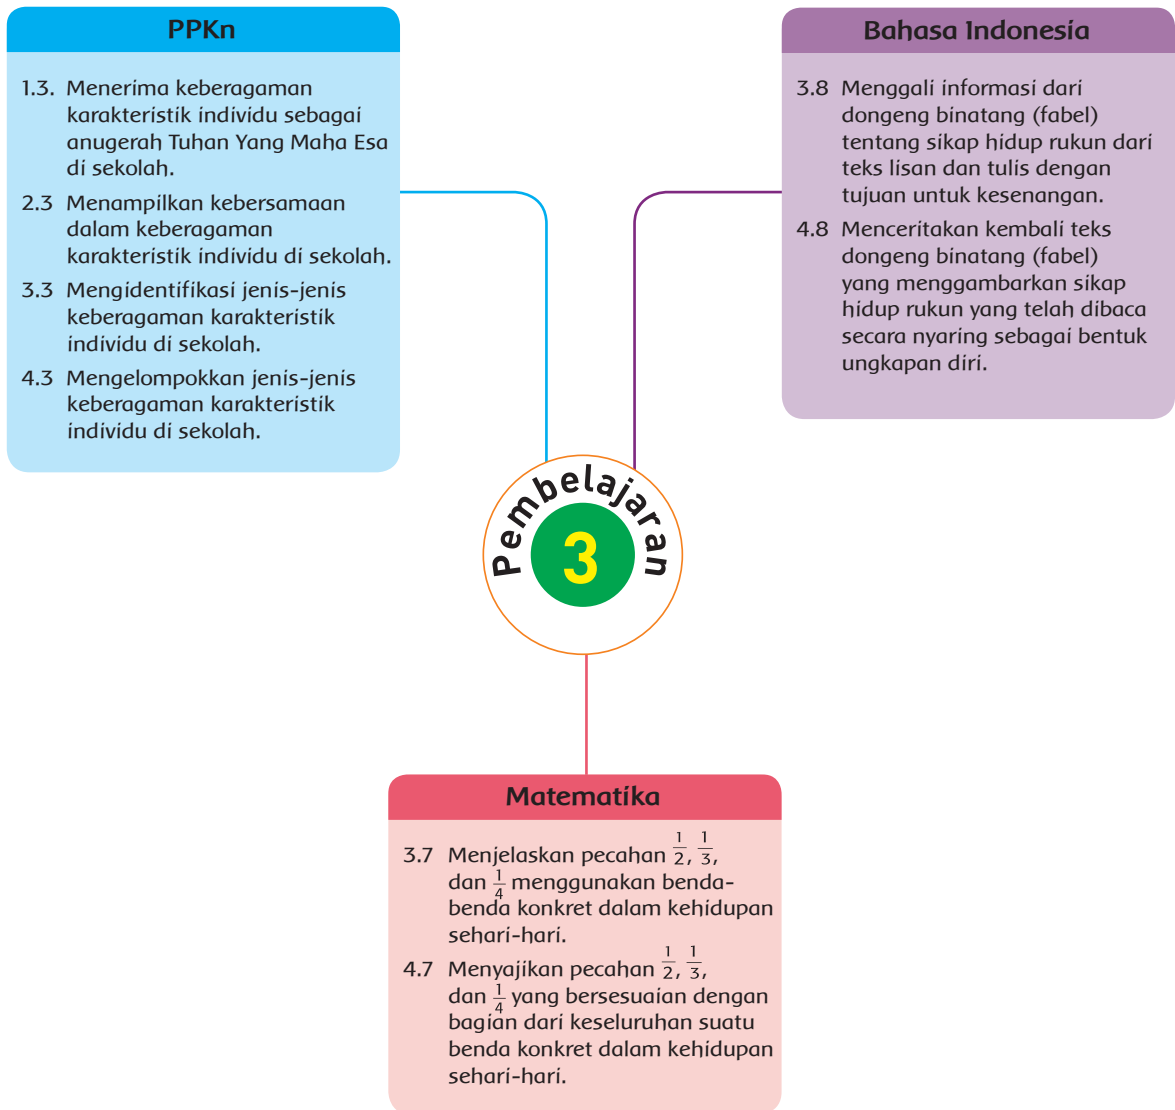 PPKn
1.3. Menerima keberagaman
karakteristik individu sebagai
anugerah Tuhan Yang Maha Esa
di sekolah.
2.3 Menampilkan kebersamaan
dalam keberagaman
karakteristik individu di sekolah.
3.3 Mengidentifikasi jenis-jenis
keberagaman karakteristik
individu di sekolah.
4.3 Mengelompokkan jenis-jenis
keberagaman karakteristik
individu di sekolah.
Bahasa Indonesia
3.8 Menggali informasi dari
dongeng binatang (fabel)
tentang sikap hidup rukun dari
teks lisan dan tulis dengan
tujuan untuk kesenangan.
4.8 Menceritakan kembali teks
dongeng binatang (fabel)
yang menggambarkan sikap
hidup rukun yang telah dibaca
secara nyaring sebagai bentuk
ungkapan diri.
Pembelajaran
3
Matematika
3.7 Menjelaskan pecahan 1/2, 1/3,
dan 1/4 menggunakan benda-
benda konkret dalam kehidupan
sehari-hari.
4.7 Menyajikan pecahan 1/2, 1/3,
dan 1/4 yang bersesuaian dengan
bagian dari keseluruhan suatu
benda konkret dalam kehidupan
sehari-hari.